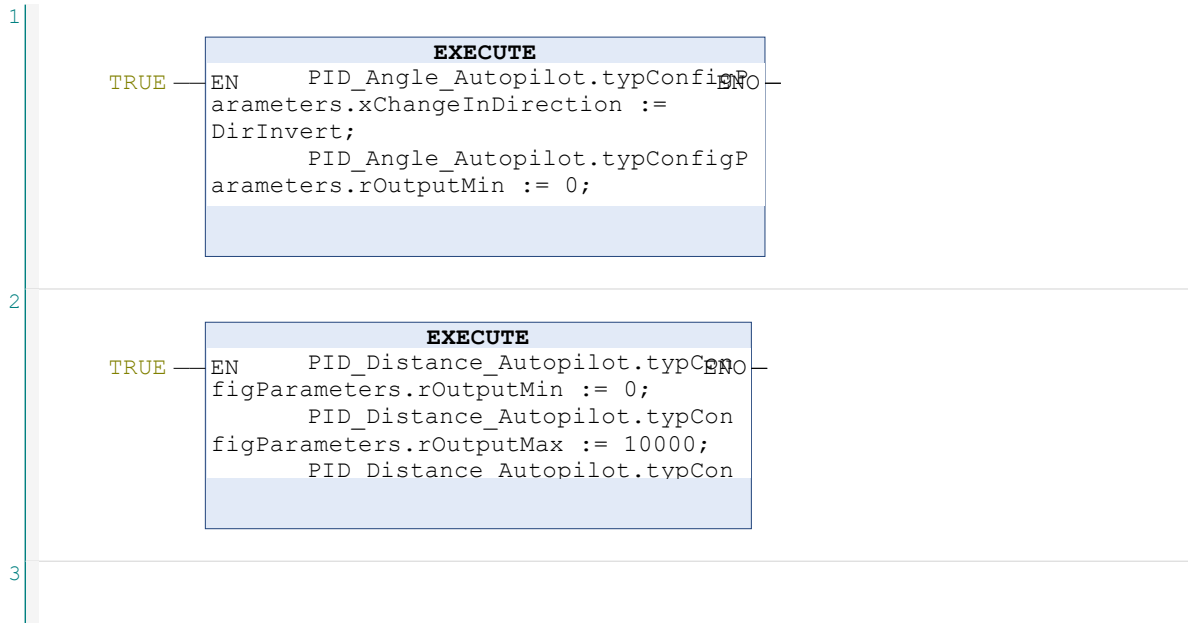 1
EXECUTE
TRUE EN PID_Angle_Autopilot.typConfigP ENO
arameters.xChangeInDirection :=
DirInvert;
PID_Angle_Autopilot.typConfigP
arameters.rOutputMin := 0;
2
EXECUTE
TRUE EN PID_Distance_Autopilot.typCon ENO
figParameters.rOutputMin := 0;
PID_Distance_Autopilot.typCon
figParameters.rOutputMax := 10000;
PID_Distance_Autopilot.typCon
3